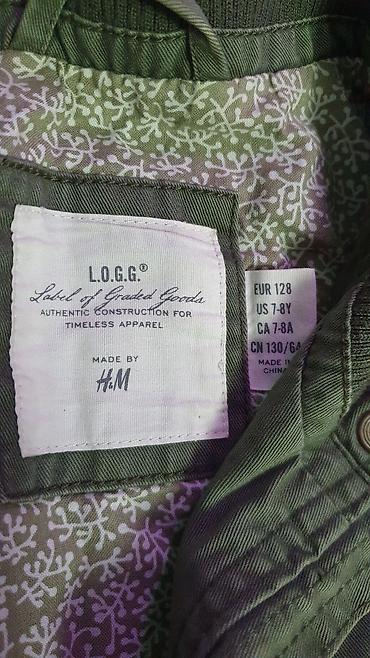 L.O.G.G.®
Label of Graded Goods
AUTHENTIC CONSTRUCTION FOR
TIMELESS APPAREL
MADE BY
H&M
EUR 128
US 7-8Y
CA 7-8A
CN 130/64
MADE IN
CHINA